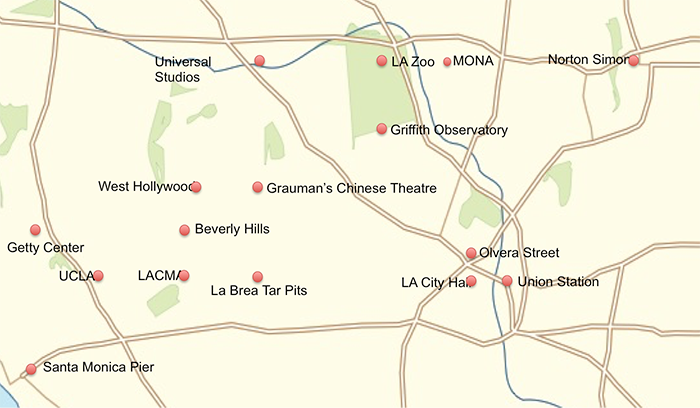 Universal
Studios
LA Zoo
MONA
Norton Simon
Griffith Observatory
West Hollywood
Grauman's Chinese Theatre
Beverly Hills
Getty Center
Olvera Street
UCLA
LACMA
La Brea Tar Pits
LA City Hall
Union Station
Santa Monica Pier